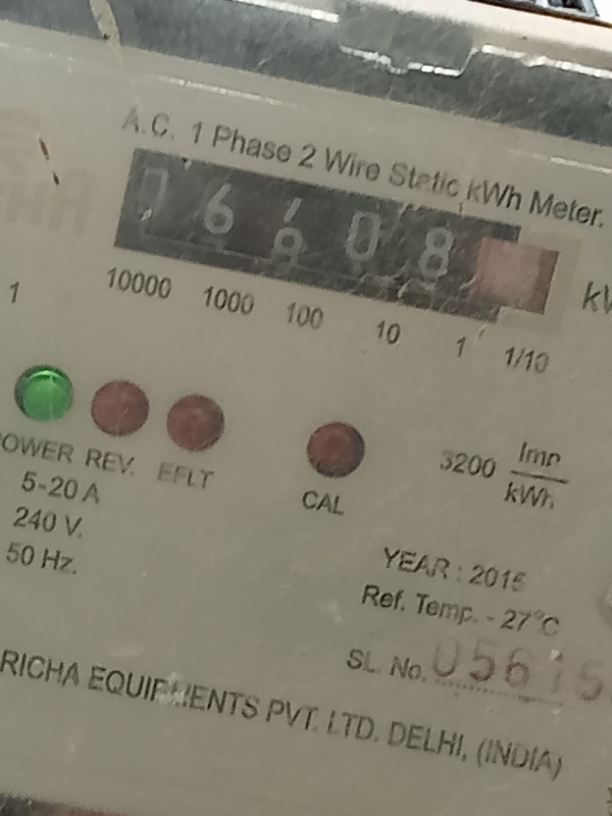 A.C. 1 Phase 2 Wire Static kWh Meter.
10000 1000 100 10 1 1/10
1
POWER REV. EFLT CAL
3200 Imp
kWh
5-20 A
240 V.
50 Hz.
YEAR : 2015
Ref. Temp. - 27°C
SL. No. 05615
RICHA EQUIPMENTS PVT. LTD. DELHI, (INDIA)